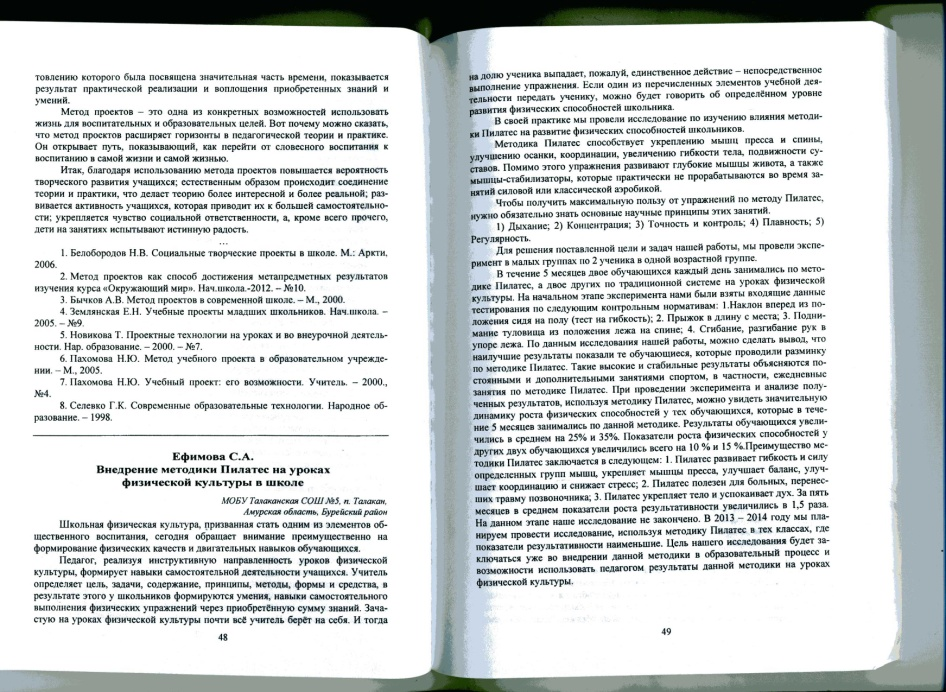 товлению которого была посвящена значительная часть времени, показывается
результат практической реализации и воплощения приобретенных знаний и
умений.
Метод проектов – это одна из конкретных возможностей использовать
жизнь для воспитательных и образовательных целей. Вот почему можно сказать,
что метод проектов расширяет горизонты в педагогической теории и практике.
Он открывает путь, показывающий, как перейти от словесного воспитания к
воспитанию в самой жизни и самой жизнью.
Итак, благодаря использованию метода проектов повышается вероятность
творческого развития учащихся; естественным образом происходит соединение
теории и практики, что делает теорию более интересной и более реальной; раз-
вивается активность учащихся, которая приводит их к большей самостоятельно-
сти; укрепляется чувство социальной ответственности, а, кроме всего прочего,
дети на занятиях испытывают истинную радость.
...
1. Белобородов Н.В. Социальные творческие проекты в школе. М.: Аркти,
2006.
2. Метод проектов как способ достижения метапредметных результатов
изучения курса «Окружающий мир». Нач.школа.-2012. – №10.
3. Бычков А.В. Метод проектов в современной школе. – М., 2000.
4. Землянская Е.Н. Учебные проекты младших школьников. Нач.школа. –
2005. – №9.
5. Новикова Т. Проектные технологии на уроках и во внеурочной деятель-
ности. Нар. образование. – 2000. – №7.
6. Пахомова Н.Ю. Метод учебного проекта в образовательном учрежде-
нии. – М., 2005.
7. Пахомова Н.Ю. Учебный проект: его возможности. Учитель. – 2000.,
№4.
8. Селевко Г.К. Современные образовательные технологии. Народное об-
разование. – 1998.
Ефимова С.А.
Внедрение методики Пилатес на уроках
физической культуры в школе
МОБУ Талаканская СОШ №5, п. Талакан,
Амурская область, Бурейский район
Школьная физическая культура, призванная стать одним из элементов об-
щественного воспитания, сегодня обращает внимание преимущественно на
формирование физических качеств и двигательных навыков обучающихся.
Педагог, реализуя инструктивную направленность уроков физической
культуры, формирует навыки самостоятельной деятельности учащихся. Учитель
определяет цель, задачи, содержание, принципы, методы, формы и средства, в
результате этого у школьников формируются умения, навыки самостоятельного
выполнения физических упражнений через приобретённую сумму знаний. Зача-
стую на уроках физической культуры почти всё учитель берёт на себя. И тогда
48
на долю ученика выпадает, пожалуй, единственное действие – непосредственное
выполнение упражнения. Если один из перечисленных элементов учебной дея-
тельности передать ученику, можно будет говорить об определённом уровне
развития физических способностей школьника.
В своей практике мы провели исследование по изучению влияния методи-
ки Пилатес на развитие физических способностей школьников.
Методика Пилатес способствует укреплению мышц пресса и спины,
улучшению осанки, координации, увеличению гибкости тела, подвижности су-
ставов. Помимо этого упражнения развивают глубокие мышцы живота, а также
мышцы-стабилизаторы, которые практически не прорабатываются во время за-
нятий силовой или классической аэробикой.
Чтобы получить максимальную пользу от упражнений по методу Пилатес,
нужно обязательно знать основные научные принципы этих занятий.
1) Дыхание; 2) Концентрация; 3) Точность и контроль; 4) Плавность; 5)
Регулярность.
Для решения поставленной цели и задач нашей работы, мы провели экспе-
римент в малых группах по 2 ученика в одной возрастной группе.
В течение 5 месяцев двое обучающихся каждый день занимались по мето-
дике Пилатес, а двое других по традиционной системе на уроках физической
культуры. На начальном этапе эксперимента нами были взяты входящие данные
тестирования по следующим контрольным нормативам: 1.Наклон вперед из по-
ложения сидя на полу (тест на гибкость); 2. Прыжок в длину с места; 3. Подни-
мание туловища из положения лежа на спине; 4. Сгибание, разгибание рук в
упоре лежа. По данным исследования нашей работы, можно сделать вывод, что
наилучшие результаты показали те обучающиеся, которые проводили разминку
по методике Пилатес. Такие высокие и стабильные результаты объясняются по-
стоянными и дополнительными занятиями спортом, в частности, ежедневные
занятия по методике Пилатес. При проведении эксперимента и анализе полу-
ченных результатов, используя методику Пилатес, можно увидеть значительную
динамику роста физических способностей у тех обучающихся, которые в тече-
ние 5 месяцев занимались по данной методике. Результаты обучающихся увели-
чились в среднем на 25% и 35%. Показатели роста физических способностей у
других двух обучающихся увеличились всего на 10 % и 15 %.Преимущество ме-
тодики Пилатес заключается в следующем: 1. Пилатес развивает гибкость и силу
определенных групп мышц, укрепляет мышцы пресса, улучшает баланс, улуч-
шает координацию и снижает стресс; 2. Пилатес полезен для больных, перенес-
ших травму позвоночника; 3. Пилатес укрепляет тело и успокаивает дух. За пять
месяцев в среднем показатели роста результативности увеличились в 1,5 раза.
На данном этапе наше исследование не закончено. В 2013 – 2014 году мы пла-
нируем провести исследование, используя методику Пилатес в тех классах, где
показатели результативности наименьшие. Цель нашего исследования будет за-
ключаться уже во внедрении данной методики в образовательный процесс и
возможности использовать педагогом результаты данной методики на уроках
физической культуры.
49